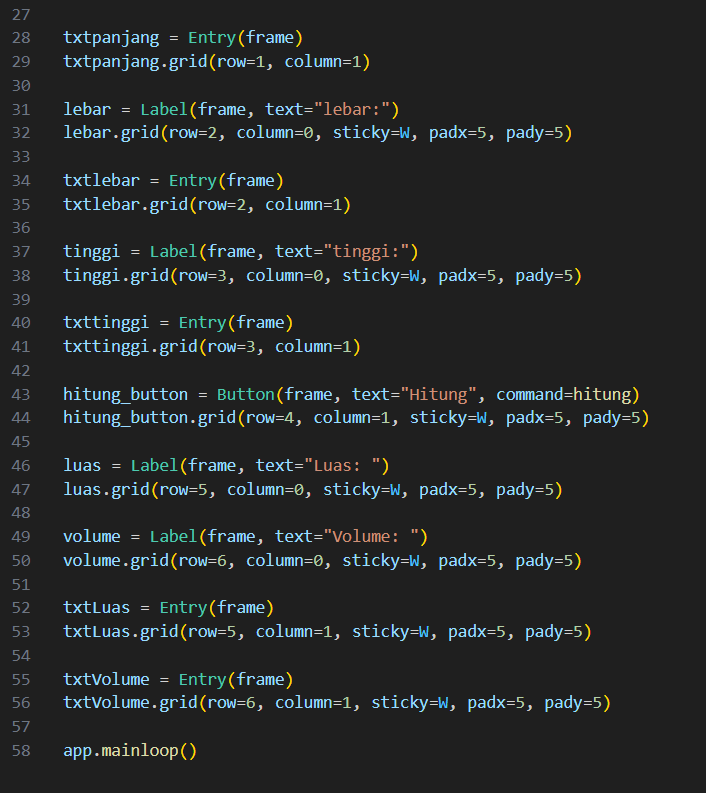 27
28 txtpanjang = Entry(frame)
29 txtpanjang.grid(row=1, column=1)
30
31 lebar = Label(frame, text="lebar:")
32 lebar.grid(row=2, column=0, sticky=W, padx=5, pady=5)
33
34 txtlebar = Entry(frame)
35 txtlebar.grid(row=2, column=1)
36
37 tinggi = Label(frame, text="tinggi:")
38 tinggi.grid(row=3, column=0, sticky=W, padx=5, pady=5)
39
40 txttinggi = Entry(frame)
41 txttinggi.grid(row=3, column=1)
42
43 hitung_button = Button(frame, text="Hitung", command=hitung)
44 hitung_button.grid(row=4, column=1, sticky=W, padx=5, pady=5)
45
46 luas = Label(frame, text="Luas: ")
47 luas.grid(row=5, column=0, sticky=W, padx=5, pady=5)
48
49 volume = Label(frame, text="Volume: ")
50 volume.grid(row=6, column=0, sticky=W, padx=5, pady=5)
51
52 txtLuas = Entry(frame)
53 txtLuas.grid(row=5, column=1, sticky=W, padx=5, pady=5)
54
55 txtVolume = Entry(frame)
56 txtVolume.grid(row=6, column=1, sticky=W, padx=5, pady=5)
57
58 app.mainloop()